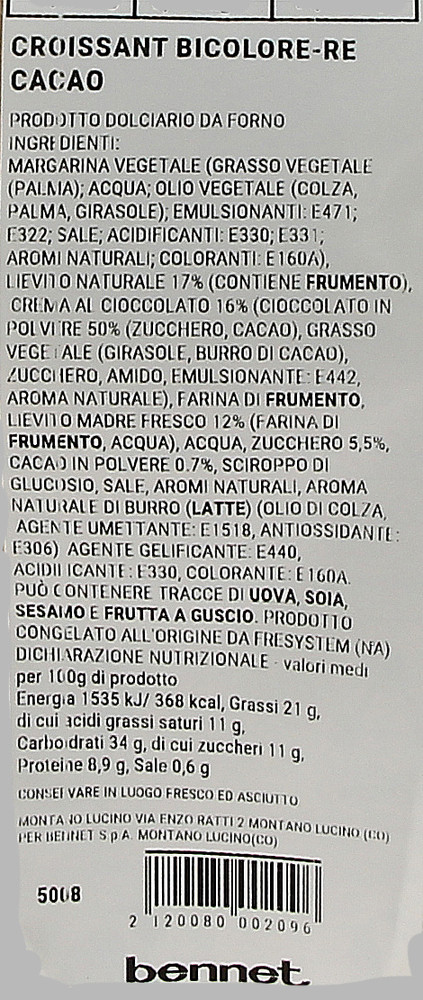 CROISSANT BICOLORE-RE
CACAO
PRODOTTO DOLCIARIO DA FORNO
INGREDIENTI:
MARGARINA VEGETALE (GRASSO VEGETALE
(PALMA); ACQUA; OLIO VEGETALE (COLZA,
PALMA, GIRASOLE); EMULSIONANTI: E471;
E322; SALE; ACIDIFICANTI: E330; E331;
AROMI NATURALI; COLORANTI: E160A),
LIEVITO NATURALE 17% (CONTIENE FRUMENTO),
CREMA AL CIOCCOLATO 16% (CIOCCOLATO IN
POLVERE 50% (ZUCCHERO, CACAO), GRASSO
VEGETALE (GIRASOLE, BURRO DI CACAO),
ZUCCHERO, AMIDO, EMULSIONANTE: E442,
AROMA NATURALE), FARINA DI FRUMENTO,
LIEVITO MADRE FRESCO 12% (FARINA DI
FRUMENTO, ACQUA), ACQUA, ZUCCHERO 5,5%,
CACAO IN POLVERE 0.7%, SCIROPPO DI
GLUCOSIO, SALE, AROMI NATURALI, AROMA
NATURALE DI BURRO (LATTE) (OLIO DI COLZA,
AGENTE UMETTANTE: E1518, ANTIOSSIDANTE:
E306) AGENTE GELIFICANTE: E440,
ACIDIFICANTE: E330, COLORANTE: E160A.
PUÒ CONTENERE TRACCE DI UOVA, SOIA,
SESAMO E FRUTTA A GUSCIO. PRODOTTO
CONGELATO ALL'ORIGINE DA FRESYSTEM (NA)
DICHIARAZIONE NUTRIZIONALE - valori medi
per 100g di prodotto
Energia 1535 kJ/ 368 kcal, Grassi 21 g,
di cui acidi grassi saturi 11 g,
Carboidrati 34 g, di cui zuccheri 11 g,
Proteine 8,9 g, Sale 0,6 g
CONSERVARE IN LUOGO FRESCO ED ASCIUTTO
MONTANO LUCINO VIA ENZO RATTI 2 MONTANO LUCINO (CO)
PER BENNET S.p.A. MONTANO LUCINO(CO)
5008
2 120080 002096
bennet.